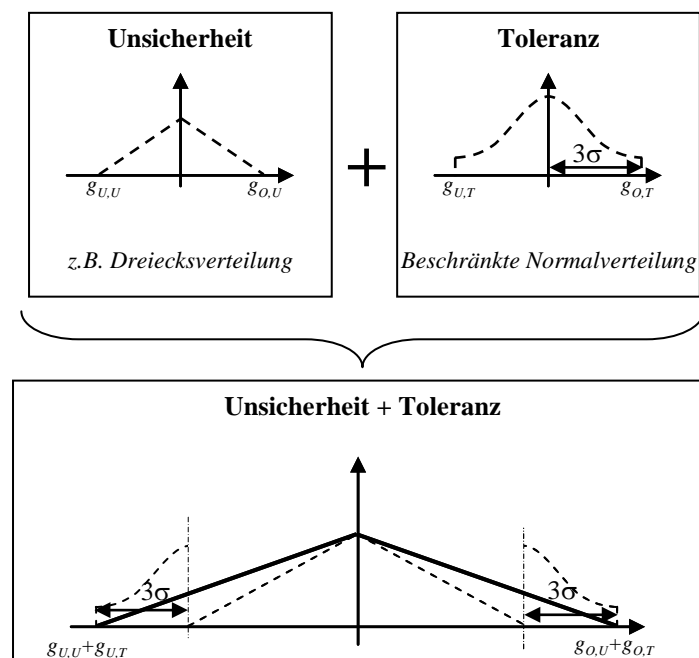 Unsicherheit
g_{U,U}
g_{O,U}
z.B. Dreiecksverteilung
+
Toleranz
3σ
g_{U,T}
g_{O,T}
Beschränkte Normalverteilung
Unsicherheit + Toleranz
3σ
3σ
g_{U,U}+g_{U,T}
g_{O,U}+g_{O,T}